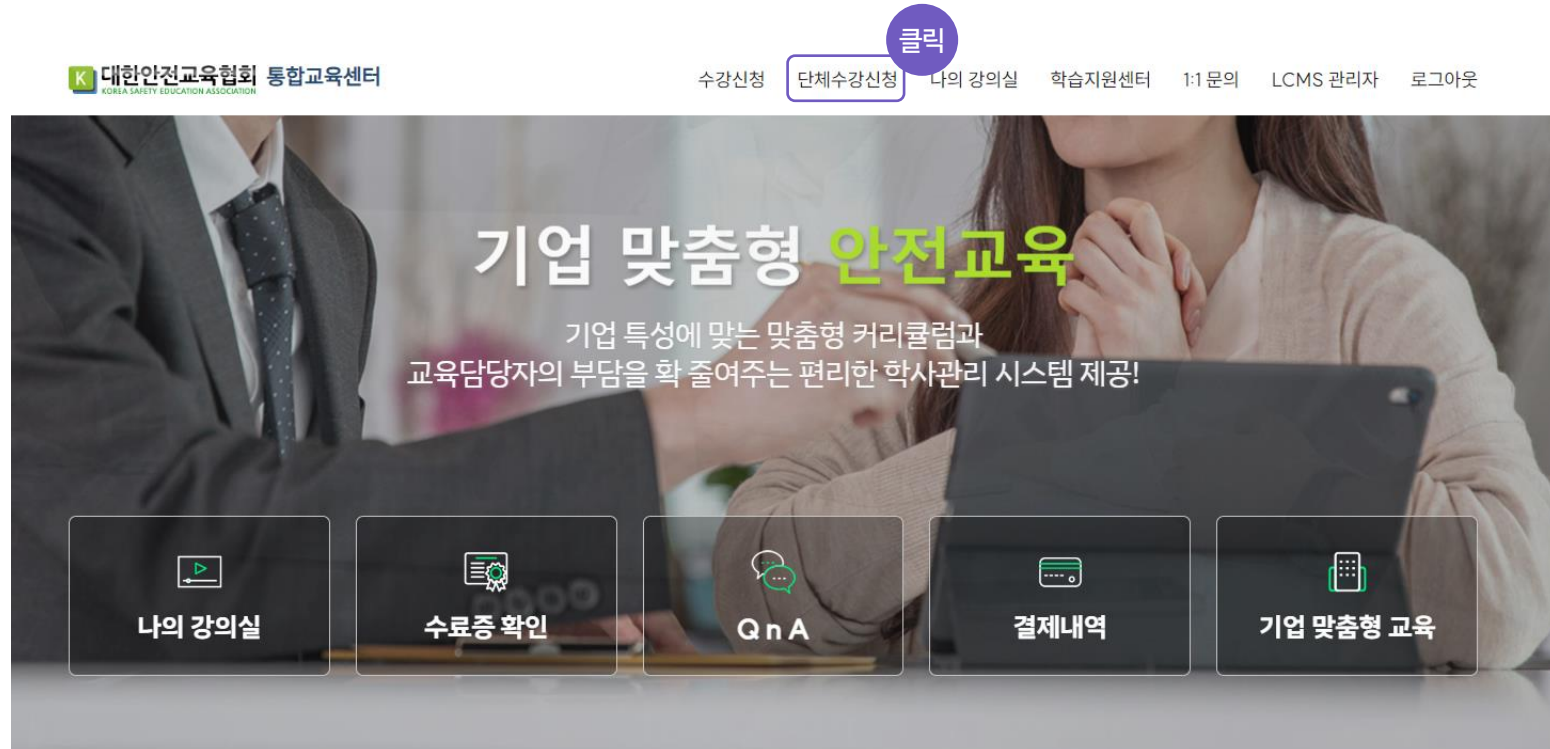 클릭
K 대한안전교육협회 통합교육센터
KOREA SAFETY EDUCATION ASSOCIATION
수강신청 단체수강신청 나의 강의실 학습지원센터 1:1 문의 LCMS 관리자 로그아웃
기업 맞춤형 안전교육
기업 특성에 맞는 맞춤형 커리큘럼과
교육담당자의 부담을 확 줄여주는 편리한 학사관리 시스템 제공!
나의 강의실 수료증 확인 QnA 결제내역 기업 맞춤형 교육